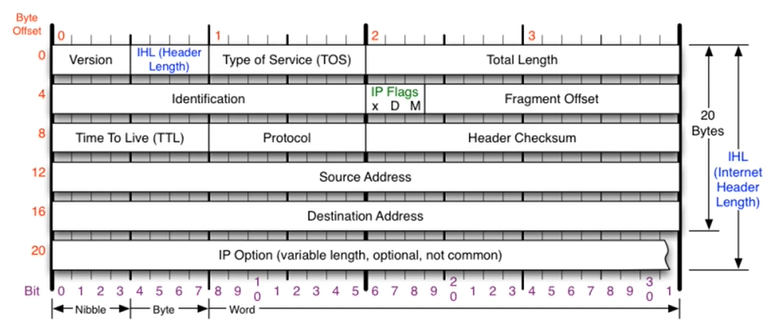 Byte
Offset
0 1 2 3
0 Version IHL (Header
Length) Type of Service (TOS) Total Length
4 Identification IP Flags
x D M Fragment Offset
8 Time To Live (TTL) Protocol Header Checksum
12 Source Address
16 Destination Address
20 IP Option (variable length, optional, not common)
20
Bytes
IHL
(Internet
Header
Length)
Bit 0 1 2 3 4 5 6 7 8 9 10 1 2 3 4 5 6 7 8 9 20 1 2 3 4 5 6 7 8 9 30 1
Nibble Byte Word